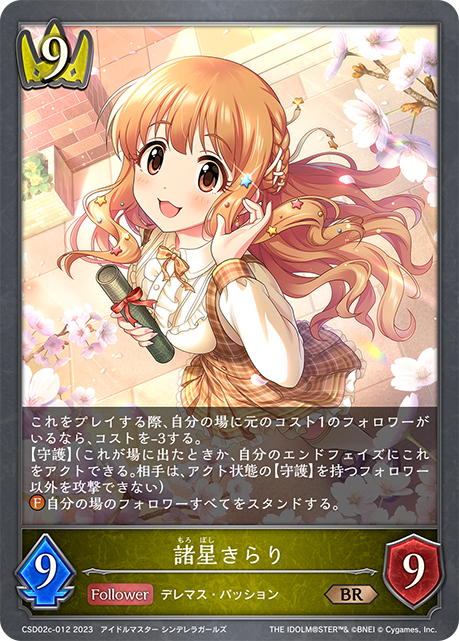 9
これをプレイする際、自分の場に元のコスト1のフォロワーが
いるなら、コストを-3する。
【守護】(これが場に出たときか、自分のエンドフェイズにこれ
をアクトできる。相手は、アクト状態の【守護】を持つフォロワー
以外を攻撃できない)
F 自分の場のフォロワーすべてをスタンドする。
もろ ぼし
諸星きらり
9
Follower デレマス・パッション
BR
9
CSD02c-012 2023 アイドルマスター シンデレラガールズ THE IDOLM@STER™& ©BNEI © Cygames, Inc.